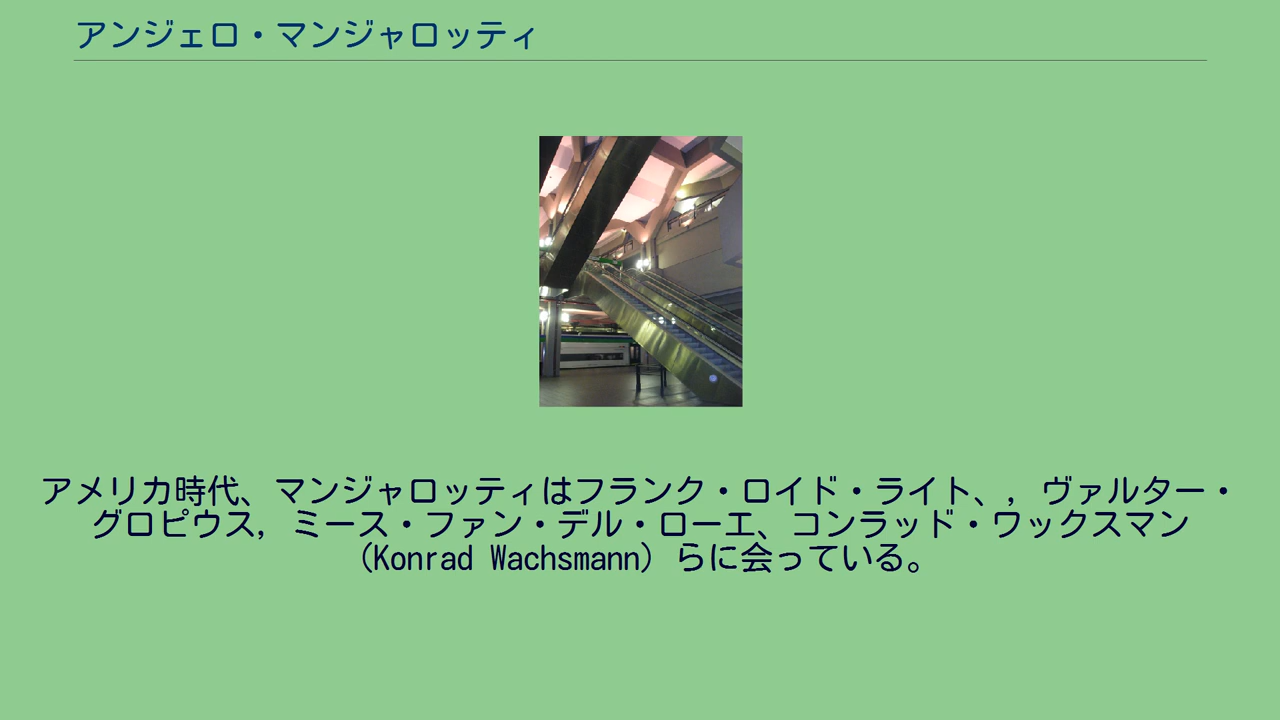 アンジェロ・マンジャロッティ
アメリカ時代、マンジャロッティはフランク・ロイド・ライト、, ヴァルター・
グロピウス, ミース・ファン・デル・ローエ、コンラッド・ワックスマン
(Konrad Wachsmann) らに会っている。